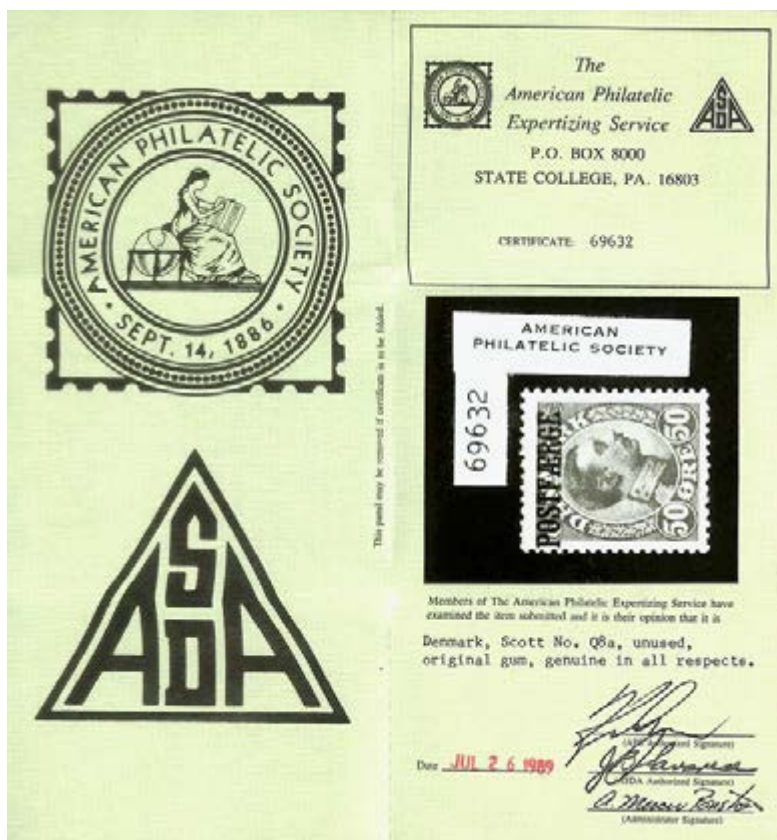 AMERICAN PHILATELIC SOCIETY
· SEPT. 14, 1886 ·
ASDA
This panel may be removed if certificate is to be folded.
The
American Philatelic
Expertizing Service
P.O. BOX 8000
STATE COLLEGE, PA. 16803
ASDA
CERTIFICATE: 69632
AMERICAN
PHILATELIC SOCIETY
69632
POSTFÆRGE
50 ØRE 50
Members of The American Philatelic Expertizing Service have
examined the item submitted and it is their opinion that it is
Denmark, Scott No. Q8a, unused,
original gum, genuine in all respects.
(APS Authorized Signature)
Date JUL 26 1989
(ASDA Authorized Signature)
(Administrator Signature)